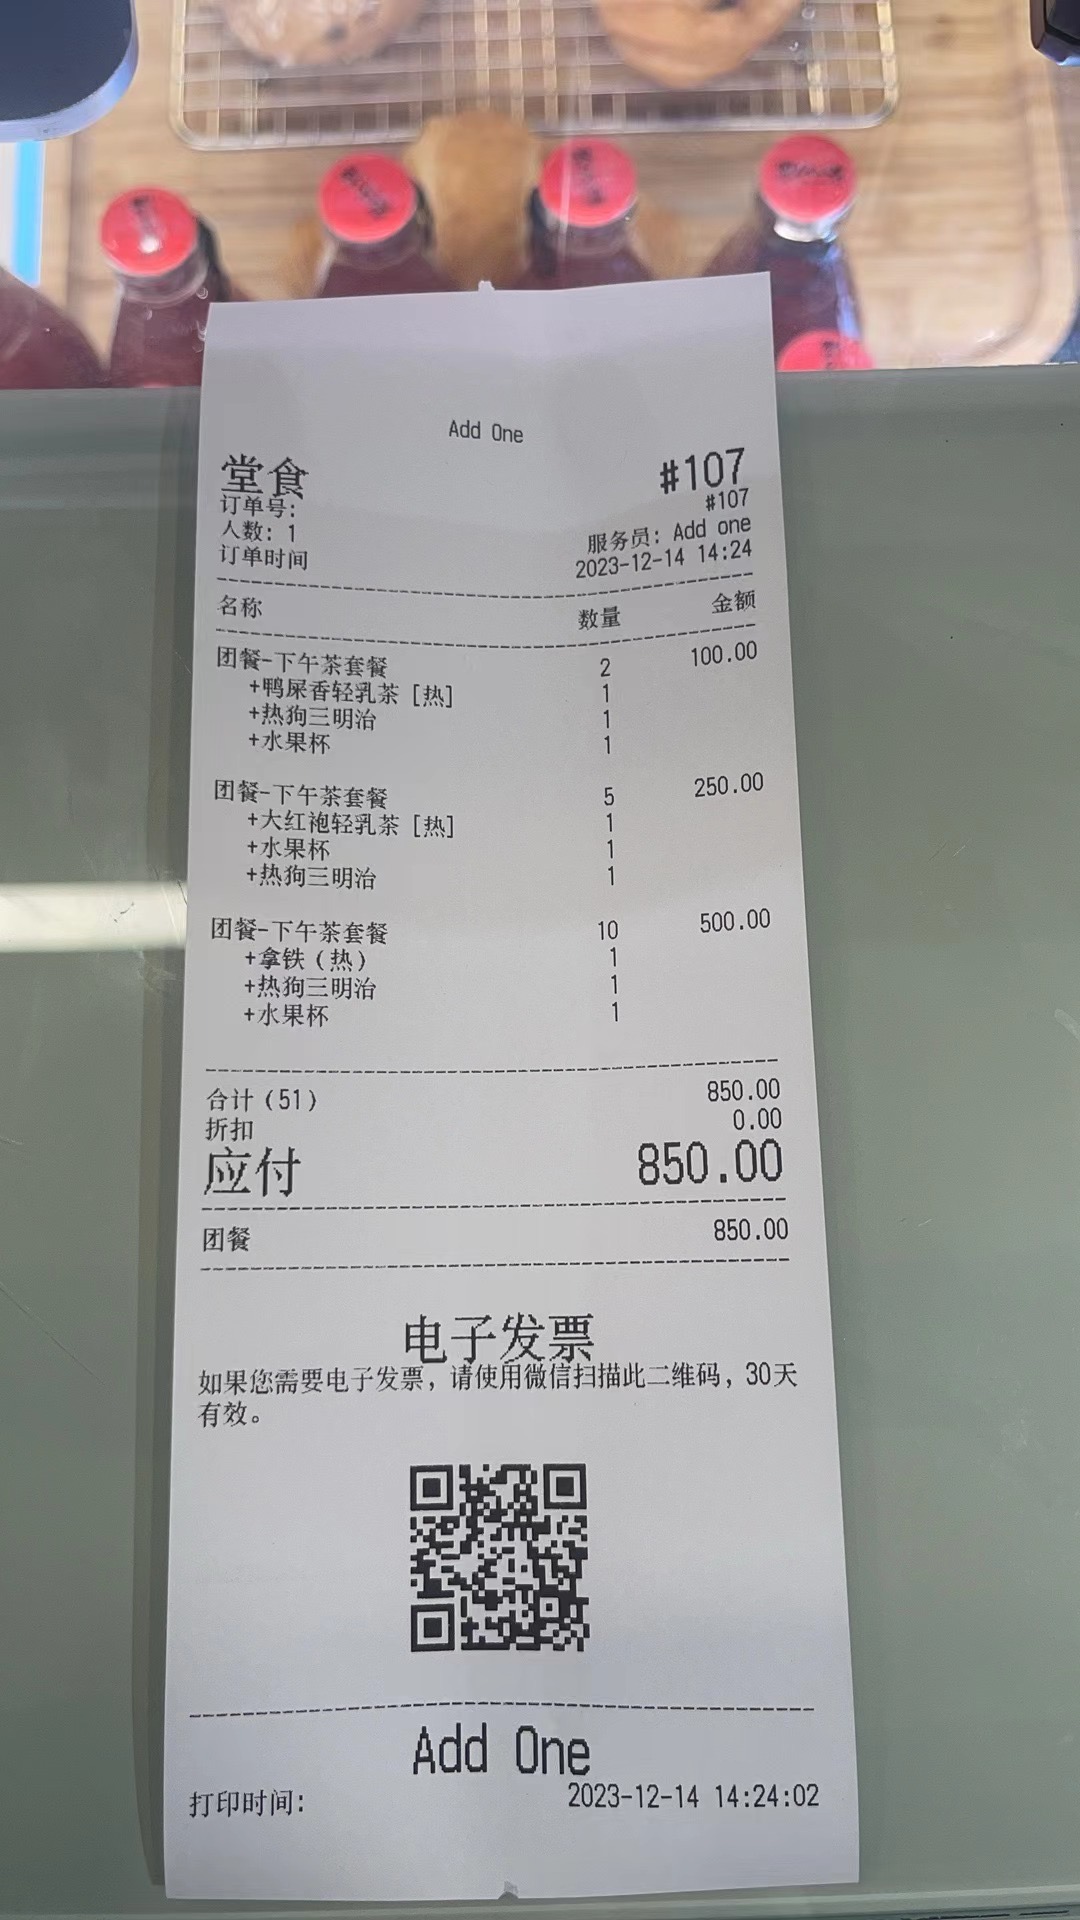 Add One
堂食 #107
订单号: #107
人数: 1 服务员: Add one
订单时间 2023-12-14 14:24
名称 数量 金额
团餐-下午茶套餐 2 100.00
+鸭屎香轻乳茶 [热] 1
+热狗三明治 1
+水果杯 1
团餐-下午茶套餐 5 250.00
+大红袍轻乳茶 [热] 1
+水果杯 1
+热狗三明治 1
团餐-下午茶套餐 10 500.00
+拿铁 (热) 1
+热狗三明治 1
+水果杯 1
合计 (51) 850.00
折扣 0.00
应付 850.00
团餐 850.00
电子发票
如果您需要电子发票，请使用微信扫描此二维码，30天
有效。
Add One
打印时间: 2023-12-14 14:24:02